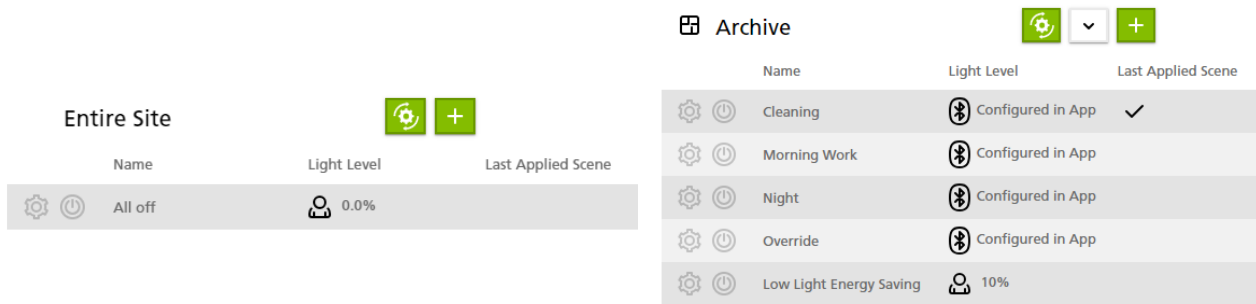 Entire Site
Name Light Level Last Applied Scene
All off 0.0%
Archive
Name Light Level Last Applied Scene
Cleaning Configured in App
Morning Work Configured in App
Night Configured in App
Override Configured in App
Low Light Energy Saving 10%